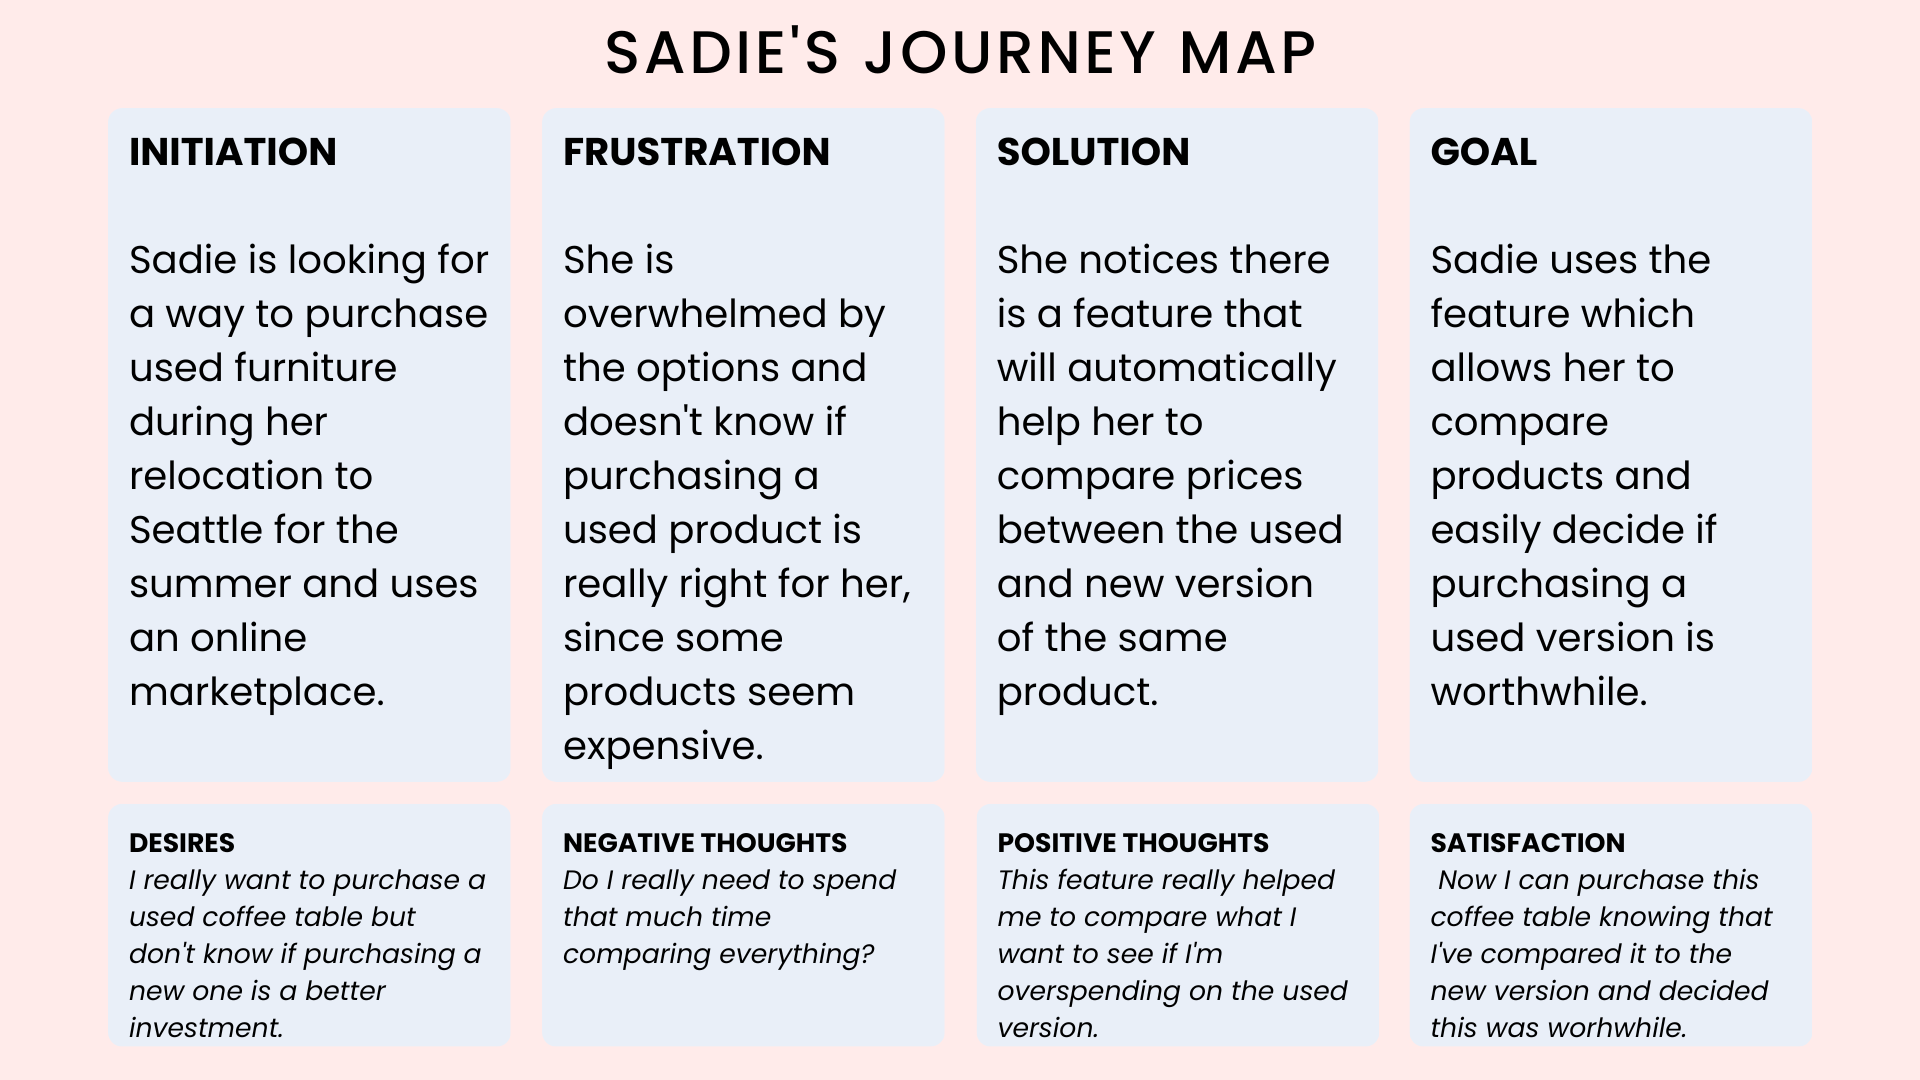 SADIE'S JOURNEY MAP
INITIATION
Sadie is looking for
a way to purchase
used furniture
during her
relocation to
Seattle for the
summer and uses
an online
marketplace.
FRUSTRATION
She is
overwhelmed by
the options and
doesn't know if
purchasing a
used product is
really right for her,
since some
products seem
expensive.
SOLUTION
She notices there
is a feature that
will automatically
help her to
compare prices
between the used
and new version
of the same
product.
GOAL
Sadie uses the
feature which
allows her to
compare
products and
easily decide if
purchasing a
used version is
worthwhile.
DESIRES
I really want to purchase a
used coffee table but
don't know if purchasing a
new one is a better
investment.
NEGATIVE THOUGHTS
Do I really need to spend
that much time
comparing everything?
POSITIVE THOUGHTS
This feature really helped
me to compare what I
want to see if I'm
overspending on the used
version.
SATISFACTION
Now I can purchase this
coffee table knowing that
I've compared it to the
new version and decided
this was worhwhile.